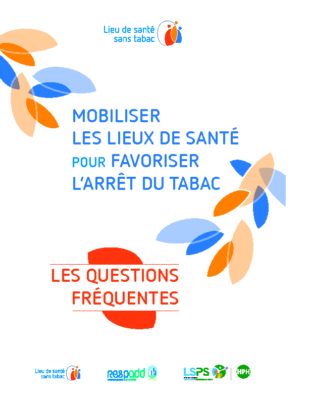 Lieu de santé
sans tabac
MOBILISER
LES LIEUX DE SANTÉ
POUR FAVORISER
L'ARRÊT DU TABAC
LES QUESTIONS
FRÉQUENTES
Lieu de santé
sans tabac
RESPADD
LSPS
HPH